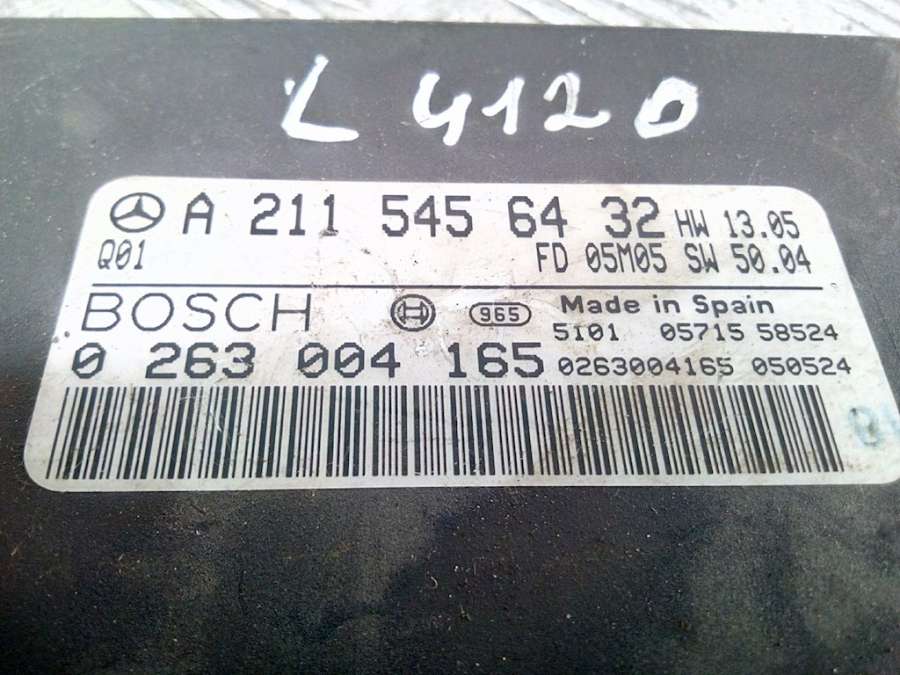 L 4120
A 211 545 64 32 HW 13.05
Q01 FD 05M05 SW 50.04
BOSCH 965 Made in Spain
5101 05715 58524
0 263 004 165 0263004165 050524